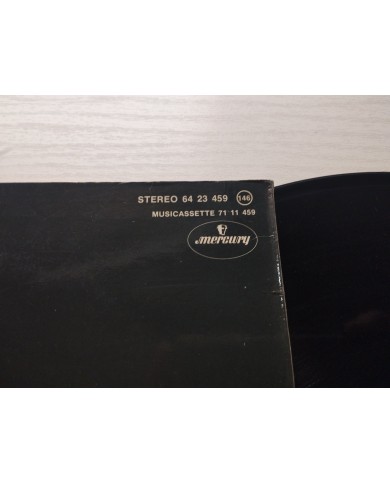 STEREO 64 23 459 146
MUSICASSETTE 71 11 459
mercury